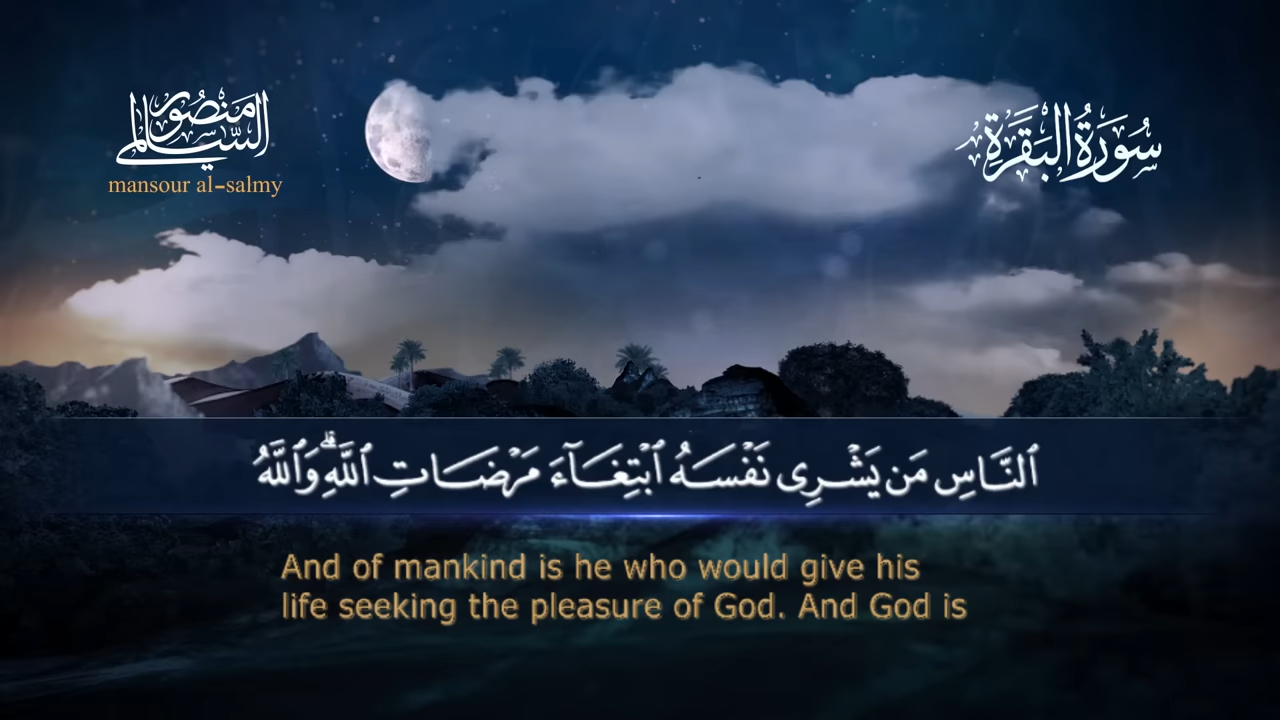 منصور السالمي
mansour al-salmy
سُورَةُ البَقَرَةِ
ٱلنَّاسِ مَن يَشْرِى نَفْسَهُ ٱبْتِغَآءَ مَرْضَاتِ ٱللَّهِ ۗ وَٱللَّهُ
And of mankind is he who would give his
life seeking the pleasure of God. And God is